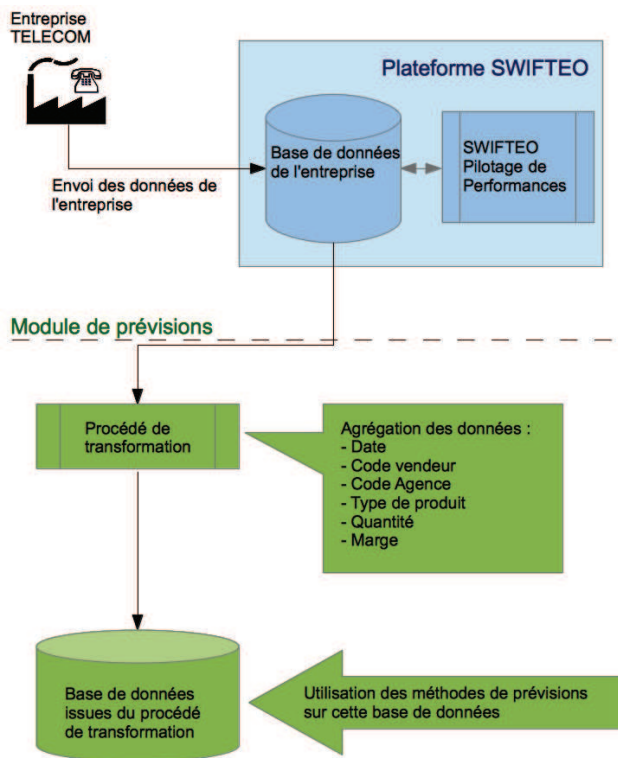 Entreprise
TELECOM
Plateforme SWIFTEO
Base de données
de l'entreprise
SWIFTEO
Pilotage de
Performances
Envoi des données de
l'entreprise
Module de prévisions
Procédé de
transformation
Agrégation des données :
- Date
- Code vendeur
- Code Agence
- Type de produit
- Quantité
- Marge
Base de données
issues du procédé
de transformation
Utilisation des méthodes de prévisions
sur cette base de données